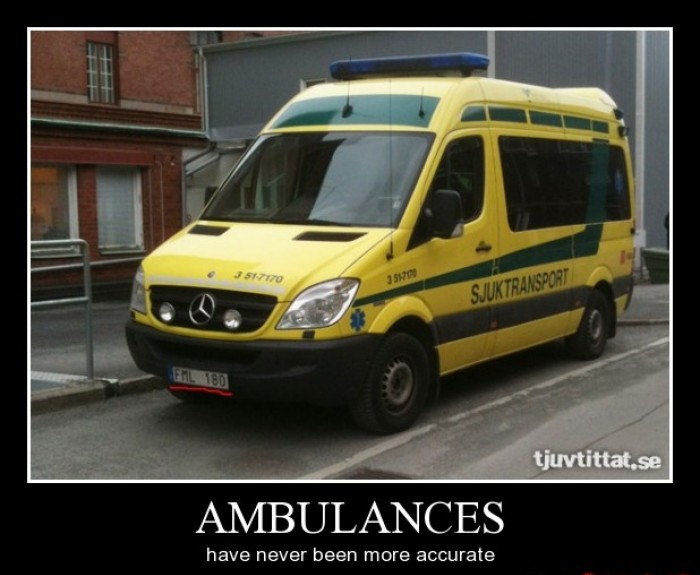 3 51-7170
3 51-7170
SJUKTRANSPORT
FML 180
tjuvtittat.se
AMBULANCES
have never been more accurate